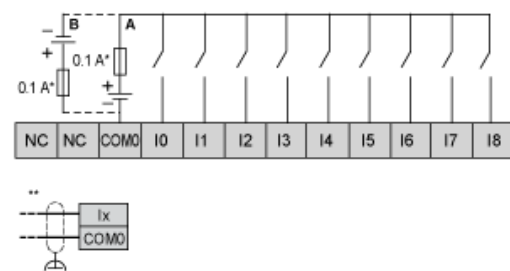 B A
− +
0.1 A*
+
0.1 A*
−
NC NC COM0 I0 I1 I2 I3 I4 I5 I6 I7 I8
**
Ix
COM0